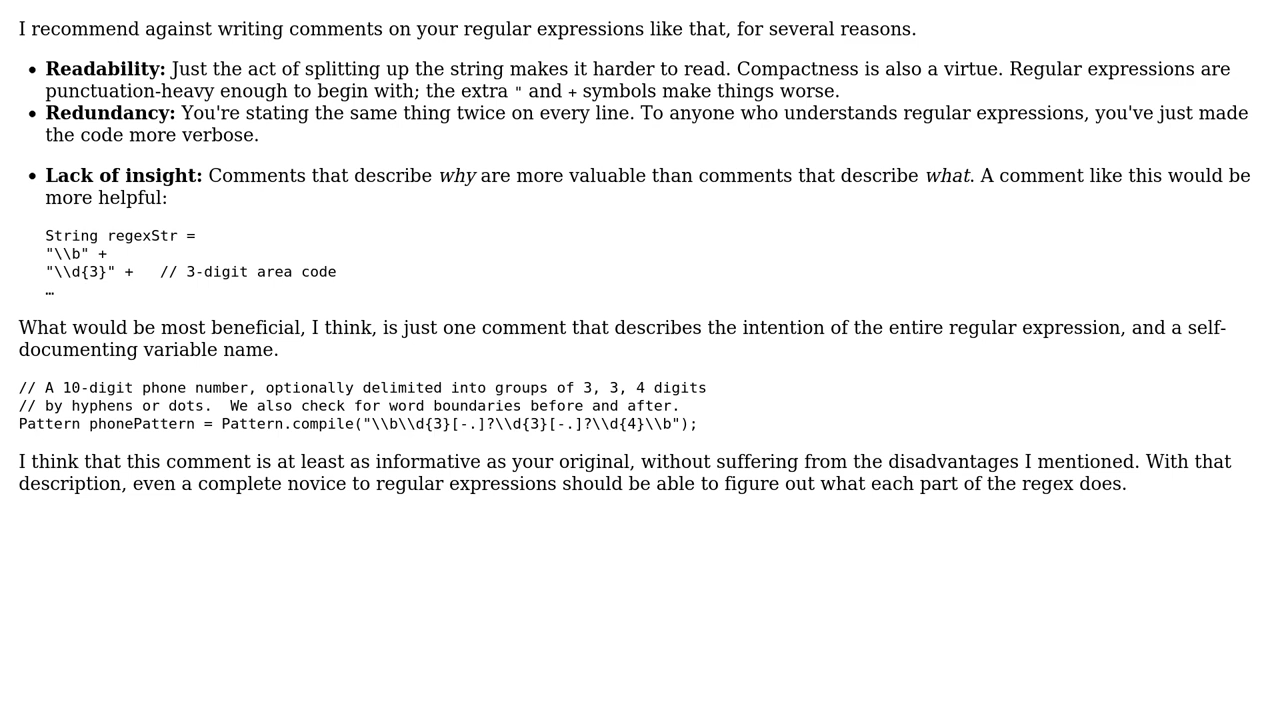 I recommend against writing comments on your regular expressions like that, for several reasons.
• Readability: Just the act of splitting up the string makes it harder to read. Compactness is also a virtue. Regular expressions are
punctuation-heavy enough to begin with; the extra " and + symbols make things worse.
• Redundancy: You're stating the same thing twice on every line. To anyone who understands regular expressions, you've just made
the code more verbose.
• Lack of insight: Comments that describe why are more valuable than comments that describe what. A comment like this would be
more helpful:
String regexStr =
"\\b" +
"\\d{3}" +   // 3-digit area code
…
What would be most beneficial, I think, is just one comment that describes the intention of the entire regular expression, and a self-
documenting variable name.
// A 10-digit phone number, optionally delimited into groups of 3, 3, 4 digits
// by hyphens or dots.  We also check for word boundaries before and after.
Pattern phonePattern = Pattern.compile("\\b\\d{3}[-.]?\\d{3}[-.]?\\d{4}\\b");
I think that this comment is at least as informative as your original, without suffering from the disadvantages I mentioned. With that
description, even a complete novice to regular expressions should be able to figure out what each part of the regex does.